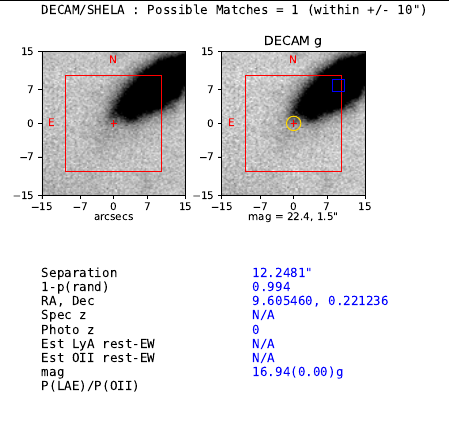 DECAM/SHELA : Possible Matches = 1 (within +/- 10")
DECAM g
15 15
N N
7 7
E 0 E 0
−7 −7
−15 −15
−15 −7 0 7 15 −15 −7 0 7 15
arcsecs mag = 22.4, 1.5"
Separation 12.2481"
1-p(rand) 0.994
RA, Dec 9.605460, 0.221236
Spec z N/A
Photo z 0
Est LyA rest-EW N/A
Est OII rest-EW N/A
mag 16.94(0.00)g
P(LAE)/P(OII)